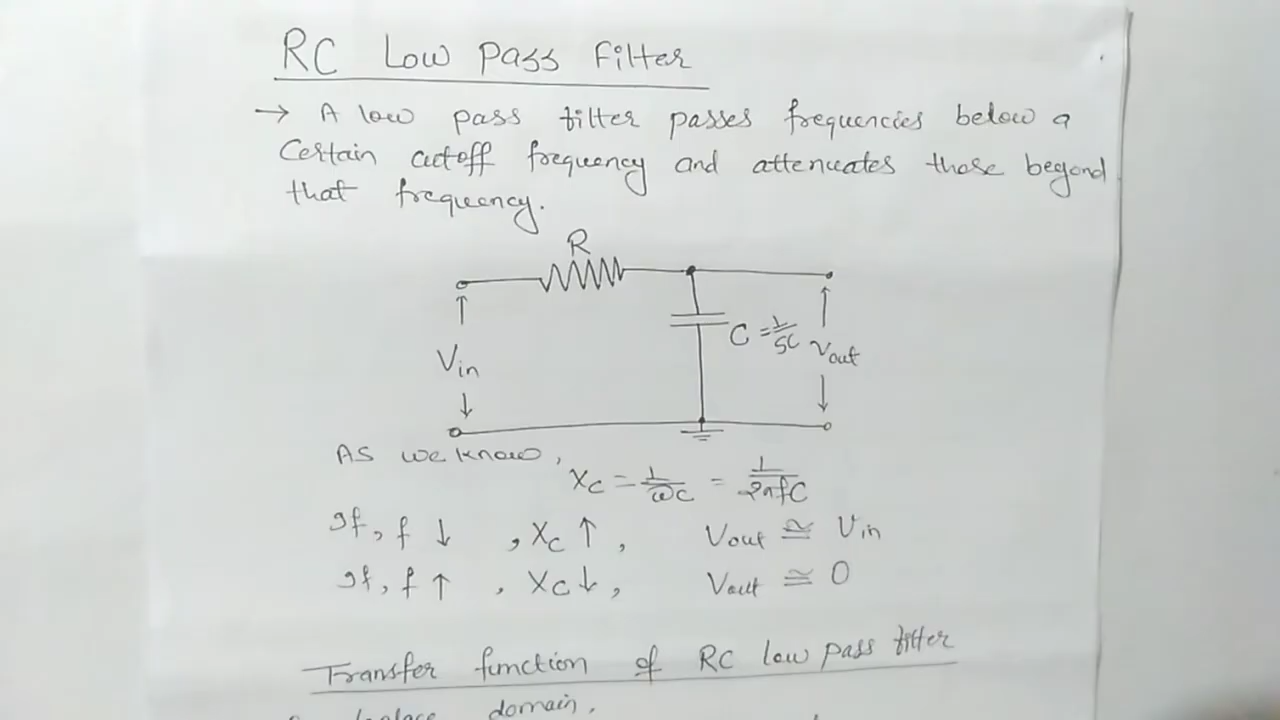 RC Low Pass Filter
→ A low pass filter passes frequencies below a
certain cutoff frequency and attenuates those beyond
that frequency.
R
C = 1/SC
Vin
Vout
As we know,
Xc = 1/ωC = 1/2πfC
If, f ↓ , Xc ↑ , Vout ≅ Vin
If, f ↑ , Xc ↓ , Vout ≅ 0
Transfer function of RC low pass filter
laplace domain,